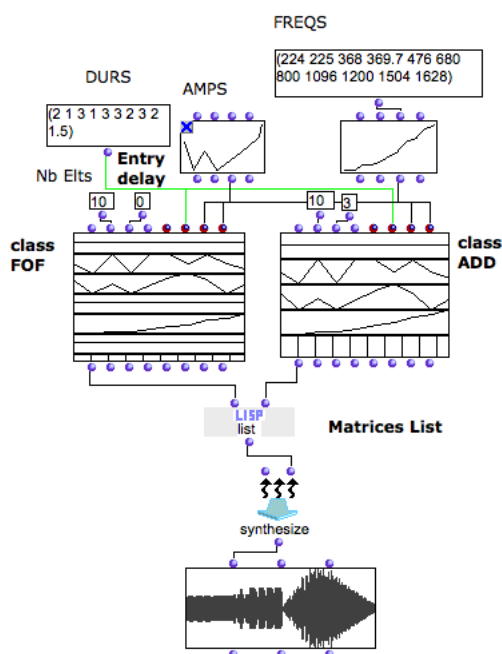 FREQS
(224 225 368 369.7 476 680
800 1096 1200 1504 1628)
DURS
(2 1 3 1 3 3 2 3 2
1.5)
AMPS
Nb Elts
Entry
delay
10
0
10
3
class
FOF
class
ADD
LISP
list
Matrices List
synthesize